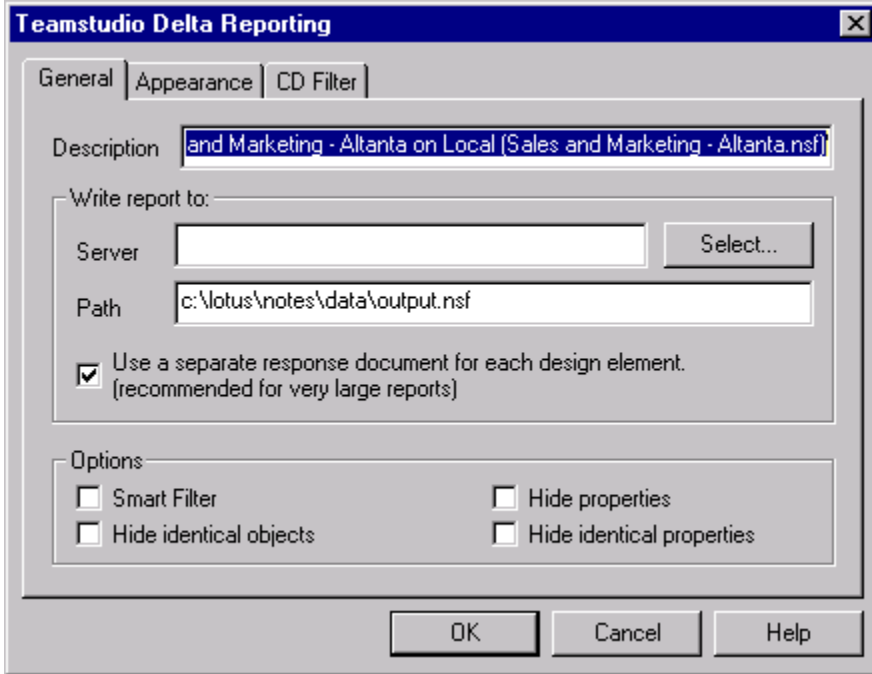 Teamstudio Delta Reporting
General Appearance CD Filter
Description and Marketing - Altanta on Local (Sales and Marketing - Altanta.nsf)
Write report to:
Server Select...
Path c:\lotus\notes\data\output.nsf
Use a separate response document for each design element.
(recommended for very large reports)
Options
Smart Filter Hide properties
Hide identical objects Hide identical properties
OK Cancel Help